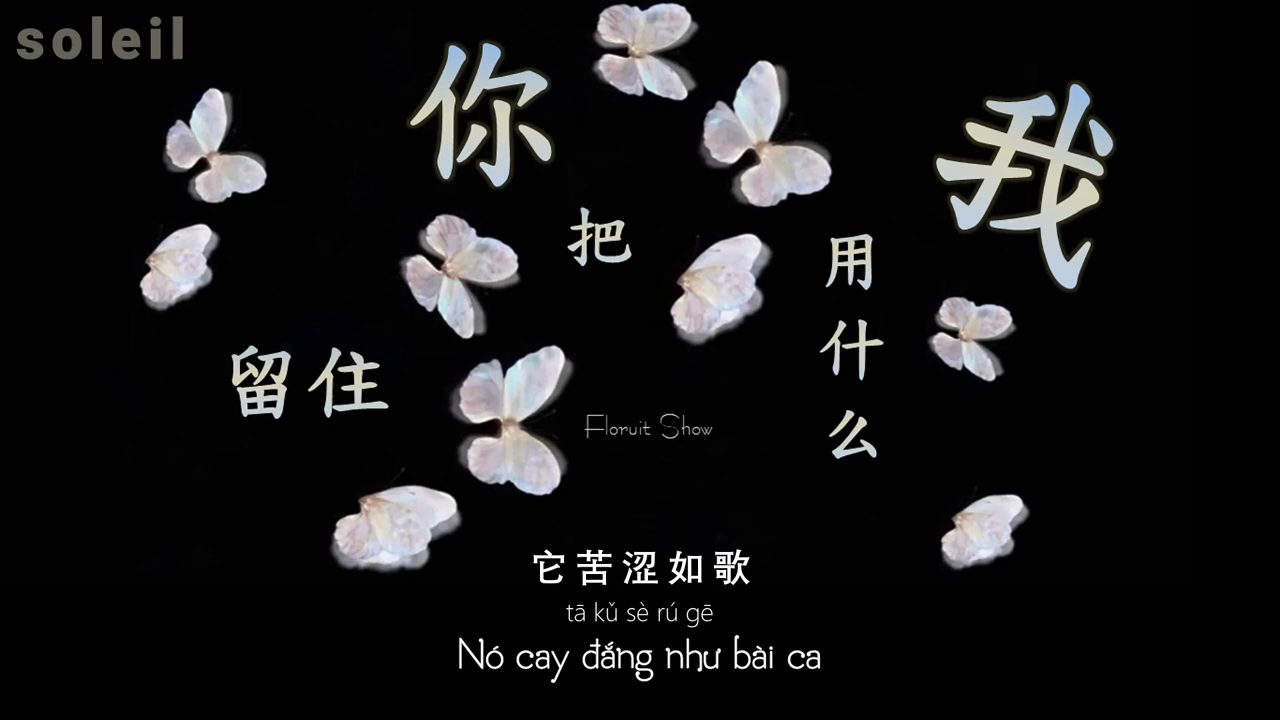 soleil
我
用什么
把
你
留住
Floruit Show
它苦涩如歌
tā kǔ sè rú gē
Nó cay đắng như bài ca